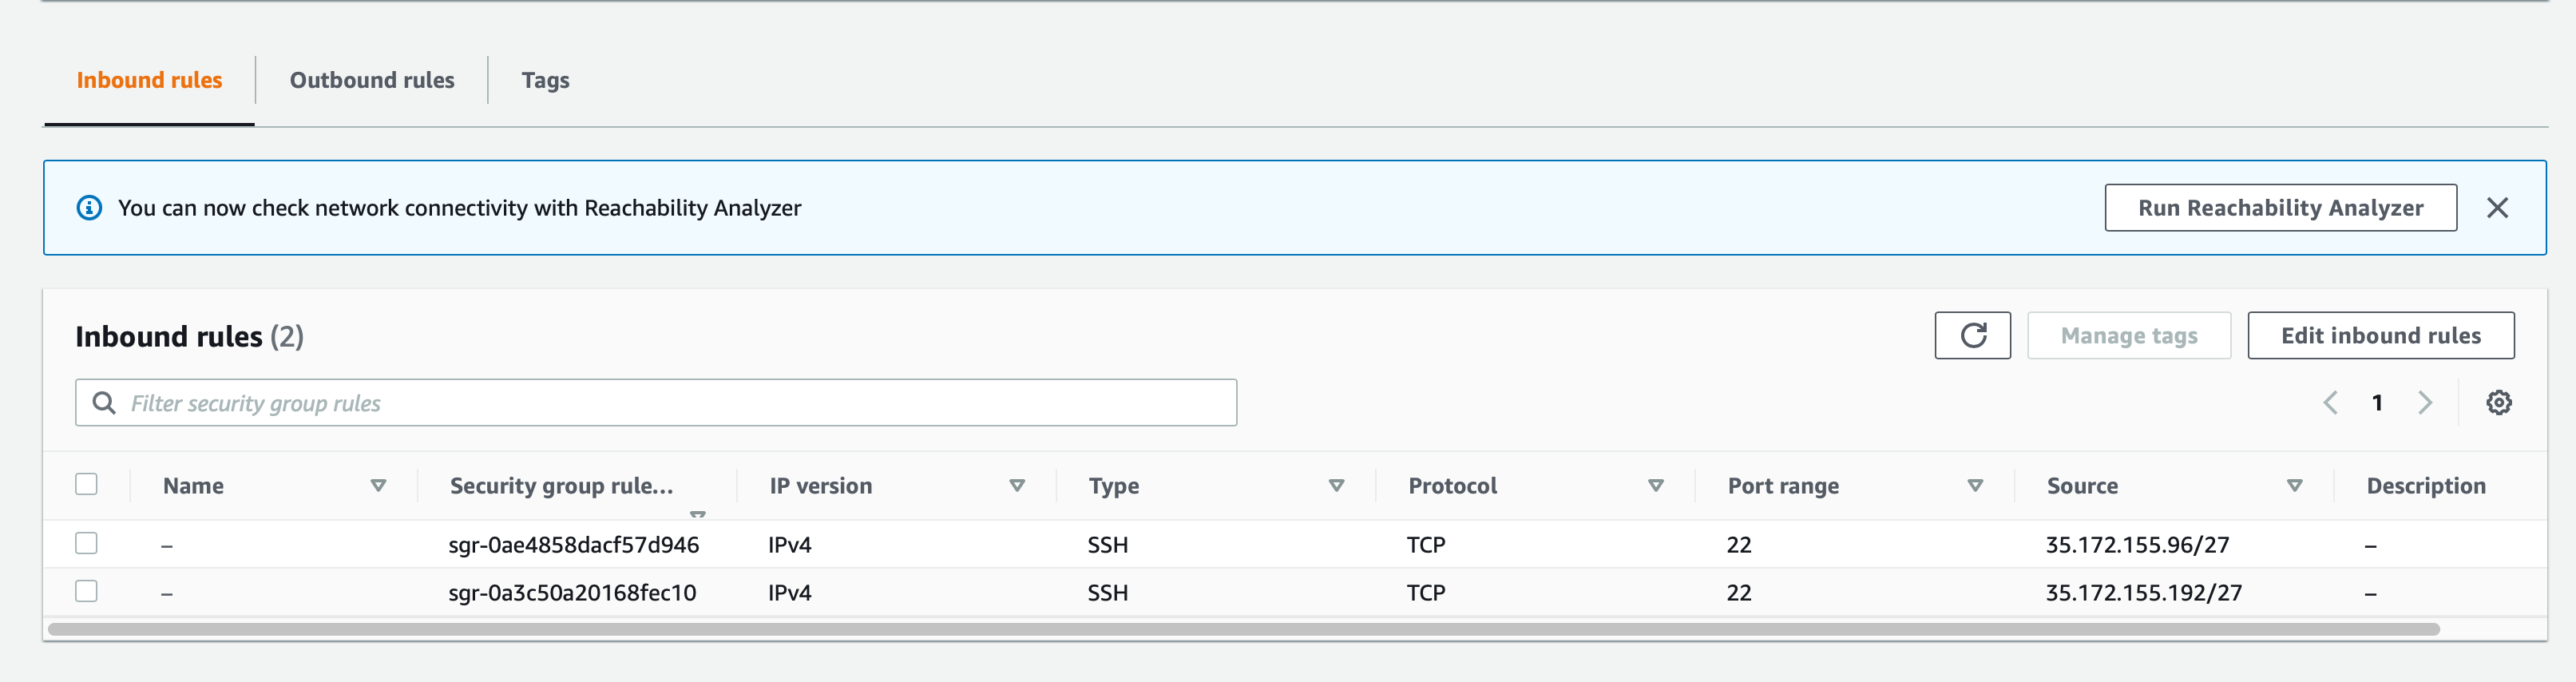 Inbound rules Outbound rules Tags
You can now check network connectivity with Reachability Analyzer Run Reachability Analyzer
Inbound rules (2) Manage tags Edit inbound rules
Filter security group rules 1
Name Security group rule... IP version Type Protocol Port range Source Description
– sgr-0ae4858dacf57d946 IPv4 SSH TCP 22 35.172.155.96/27 –
– sgr-0a3c50a20168fec10 IPv4 SSH TCP 22 35.172.155.192/27 –